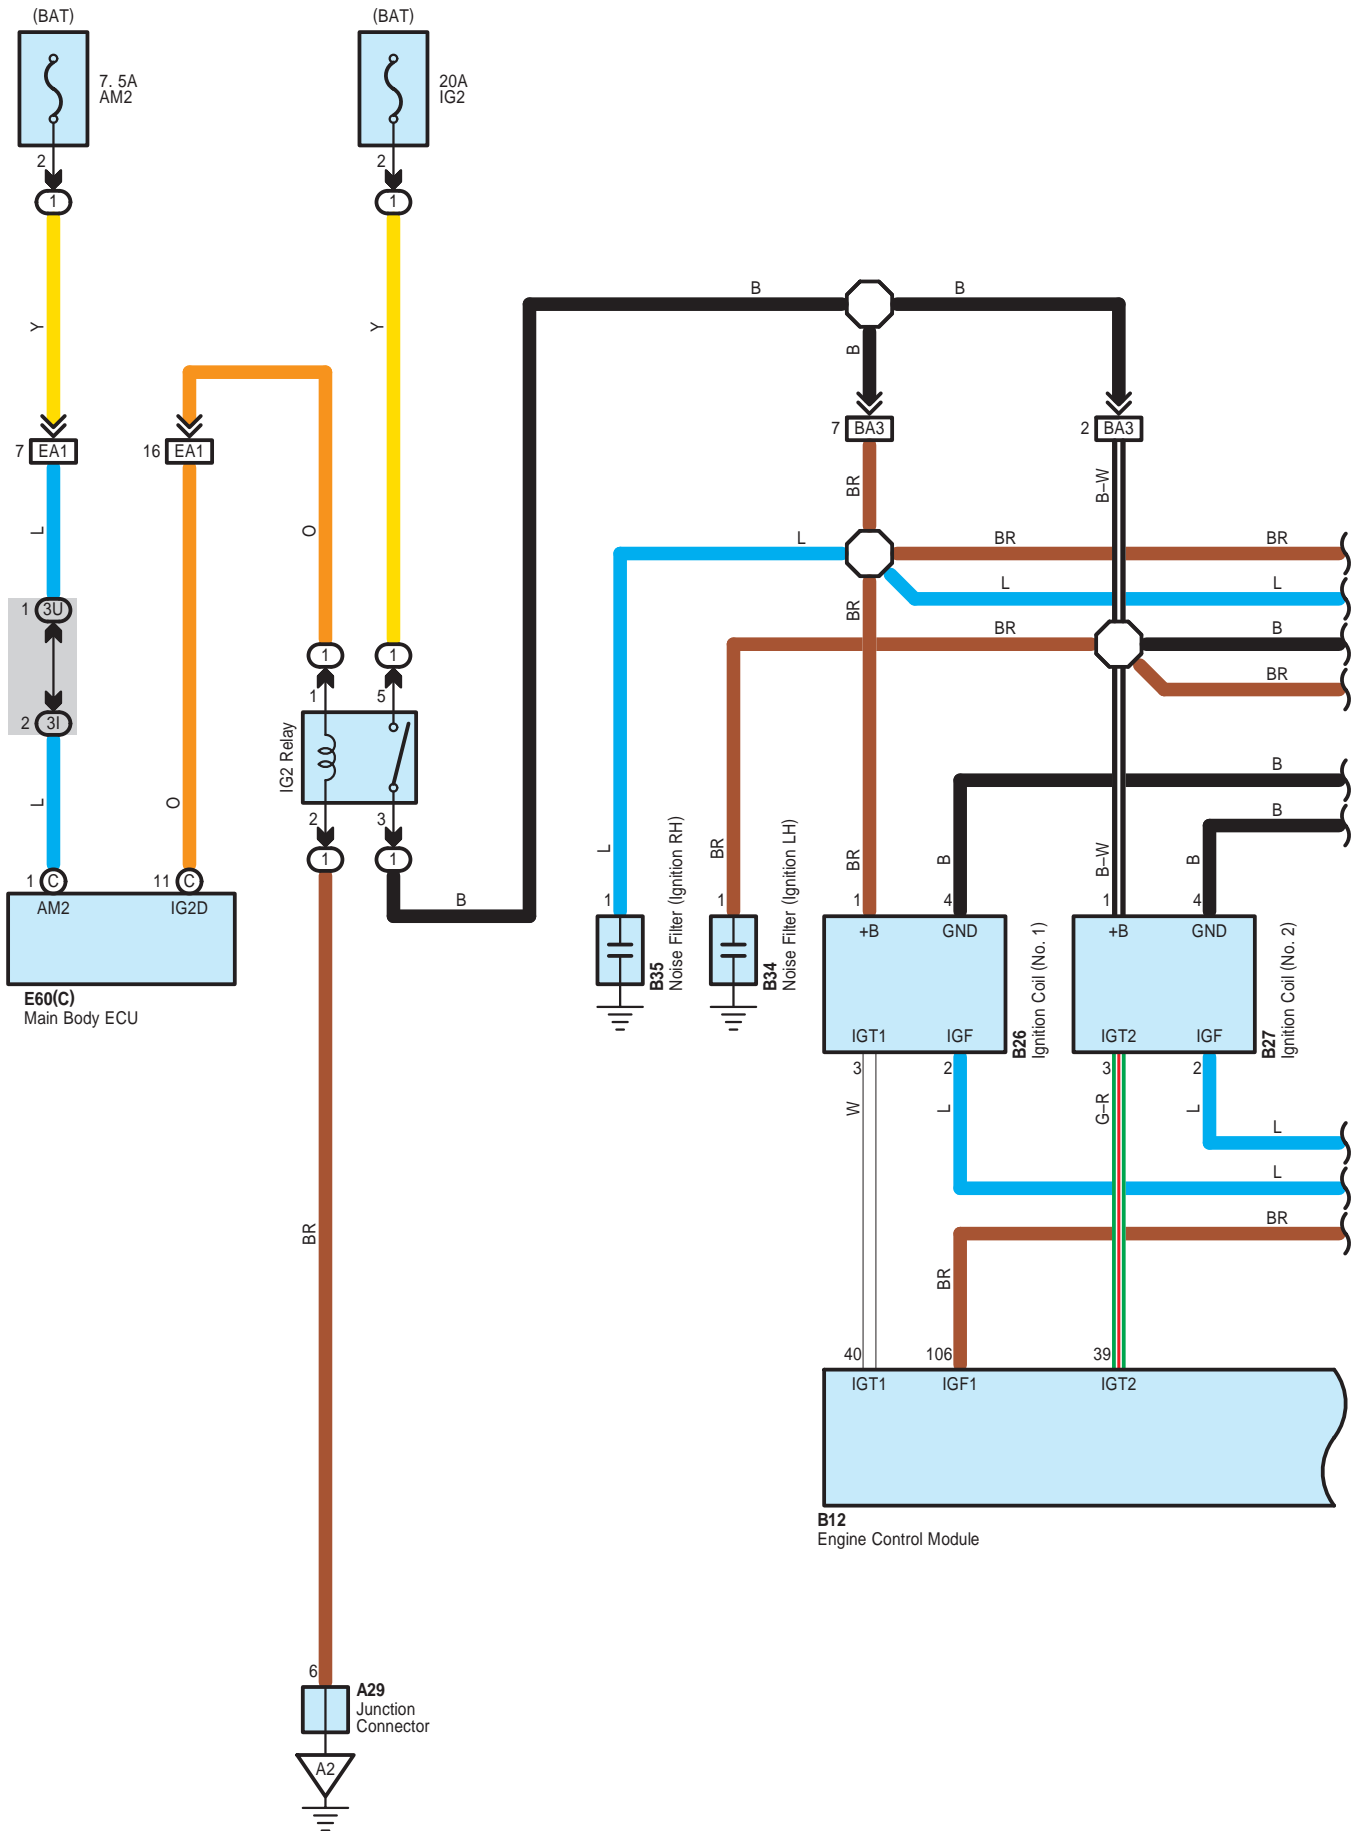 (BAT)
(BAT)
7. 5A
AM2
20A
IG2
2
2
1
1
B
B
Y
Y
B
7 EA1
16 EA1
7 BA3
2 BA3
BR
B–W
L
O
L
BR
BR
L
L
1 3U
BR
BR
B
1
1
BR
1
5
2 3I
IG2 Relay
B
L
O
2
3
B
1
1
L
BR
BR
B
B–W
B
1 C
11 C
B
1
1
1
4
1
4
AM2
IG2D
+B
GND
+B
GND
B35
Noise Filter (Ignition RH)
B34
Noise Filter (Ignition LH)
B26
Ignition Coil (No. 1)
B27
Ignition Coil (No. 2)
E60(C)
Main Body ECU
IGT1
IGF
IGT2
IGF
3
2
3
2
W
L
G–R
L
L
L
BR
BR
BR
40
106
39
IGT1
IGF1
IGT2
B12
Engine Control Module
6
A29
Junction
Connector
A2